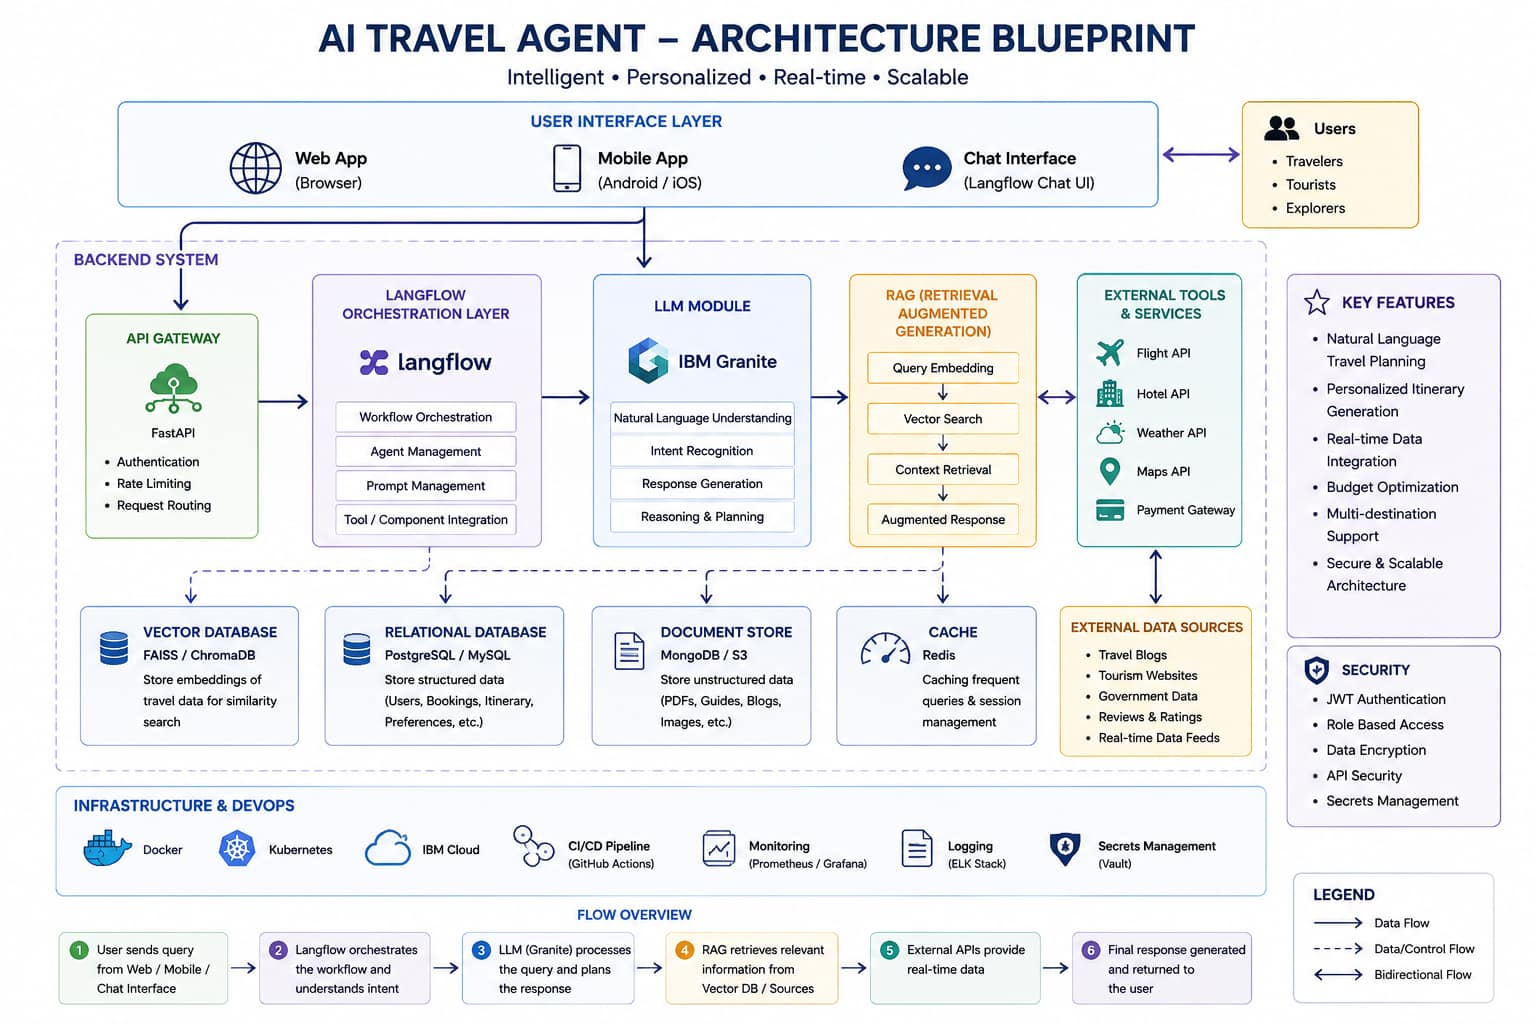 AI TRAVEL AGENT – ARCHITECTURE BLUEPRINT
Intelligent • Personalized • Real-time • Scalable
USER INTERFACE LAYER
Web App
(Browser)
Mobile App
(Android / iOS)
Chat Interface
(Langflow Chat UI)
Users
• Travelers
• Tourists
• Explorers
BACKEND SYSTEM
API GATEWAY
FastAPI
• Authentication
• Rate Limiting
• Request Routing
LANGFLOW
ORCHESTRATION LAYER
langflow
Workflow Orchestration
Agent Management
Prompt Management
Tool / Component Integration
LLM MODULE
IBM Granite
Natural Language Understanding
Intent Recognition
Response Generation
Reasoning & Planning
RAG (RETRIEVAL
AUGMENTED
GENERATION)
Query Embedding
Vector Search
Context Retrieval
Augmented Response
EXTERNAL TOOLS
& SERVICES
Flight API
Hotel API
Weather API
Maps API
Payment Gateway
KEY FEATURES
• Natural Language
Travel Planning
• Personalized Itinerary
Generation
• Real-time Data
Integration
• Budget Optimization
• Multi-destination
Support
• Secure & Scalable
Architecture
VECTOR DATABASE
FAISS / ChromaDB
Store embeddings of
travel data for similarity
search
RELATIONAL DATABASE
PostgreSQL / MySQL
Store structured data
(Users, Bookings, Itinerary,
Preferences, etc.)
DOCUMENT STORE
MongoDB / S3
Store unstructured data
(PDFs, Guides, Blogs,
Images, etc.)
CACHE
Redis
Caching frequent
queries & session
management
EXTERNAL DATA SOURCES
• Travel Blogs
• Tourism Websites
• Government Data
• Reviews & Ratings
• Real-time Data Feeds
SECURITY
• JWT Authentication
• Role Based Access
• Data Encryption
• API Security
• Secrets Management
INFRASTRUCTURE & DEVOPS
Docker
Kubernetes
IBM Cloud
CI/CD Pipeline
(GitHub Actions)
Monitoring
(Prometheus / Grafana)
Logging
(ELK Stack)
Secrets Management
(Vault)
LEGEND
Data Flow
Data/Control Flow
Bidirectional Flow
FLOW OVERVIEW
1 User sends query
from Web / Mobile /
Chat Interface
2 Langflow orchestrates
the workflow and
understands intent
3 LLM (Granite) processes
the query and plans
the response
4 RAG retrieves relevant
information from
Vector DB / Sources
5 External APIs provide
real-time data
6 Final response generated
and returned to
the user